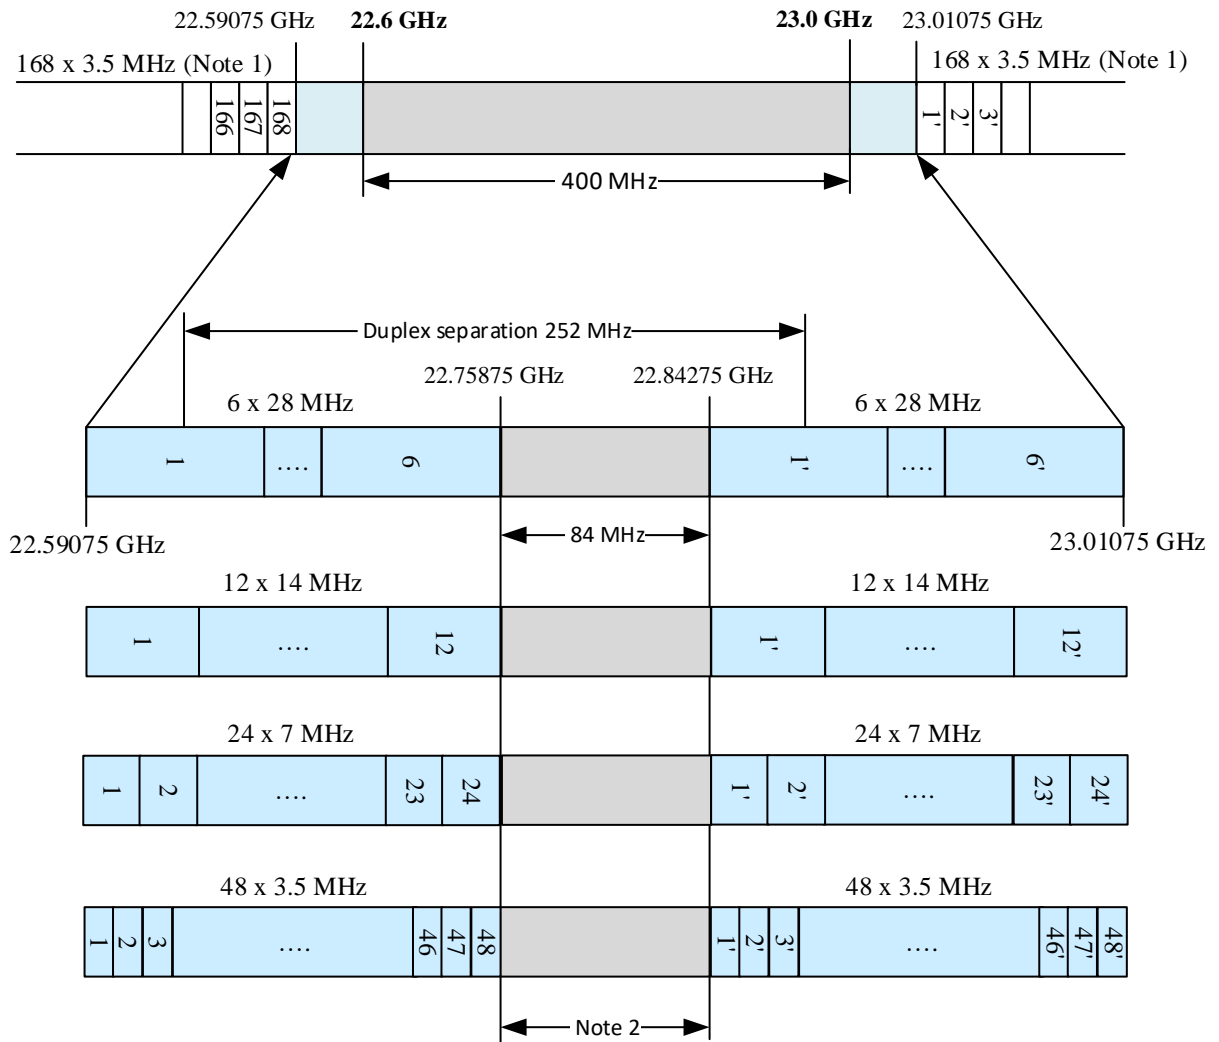 22.59075 GHz 22.6 GHz 23.0 GHz 23.01075 GHz
168 x 3.5 MHz (Note 1) 168 x 3.5 MHz (Note 1)
166 167 168 1' 2' 3'
400 MHz
Duplex separation 252 MHz
22.75875 GHz 22.84275 GHz
6 x 28 MHz 6 x 28 MHz
1 .... 6 1' .... 6'
84 MHz
22.59075 GHz 23.01075 GHz
12 x 14 MHz 12 x 14 MHz
1 .... 12 1' .... 12'
24 x 7 MHz 24 x 7 MHz
1 2 .... 23 24 1' 2' .... 23' 24'
48 x 3.5 MHz 48 x 3.5 MHz
1 2 3 .... 46 47 48 1' 2' 3' .... 46' 47' 48'
Note 2